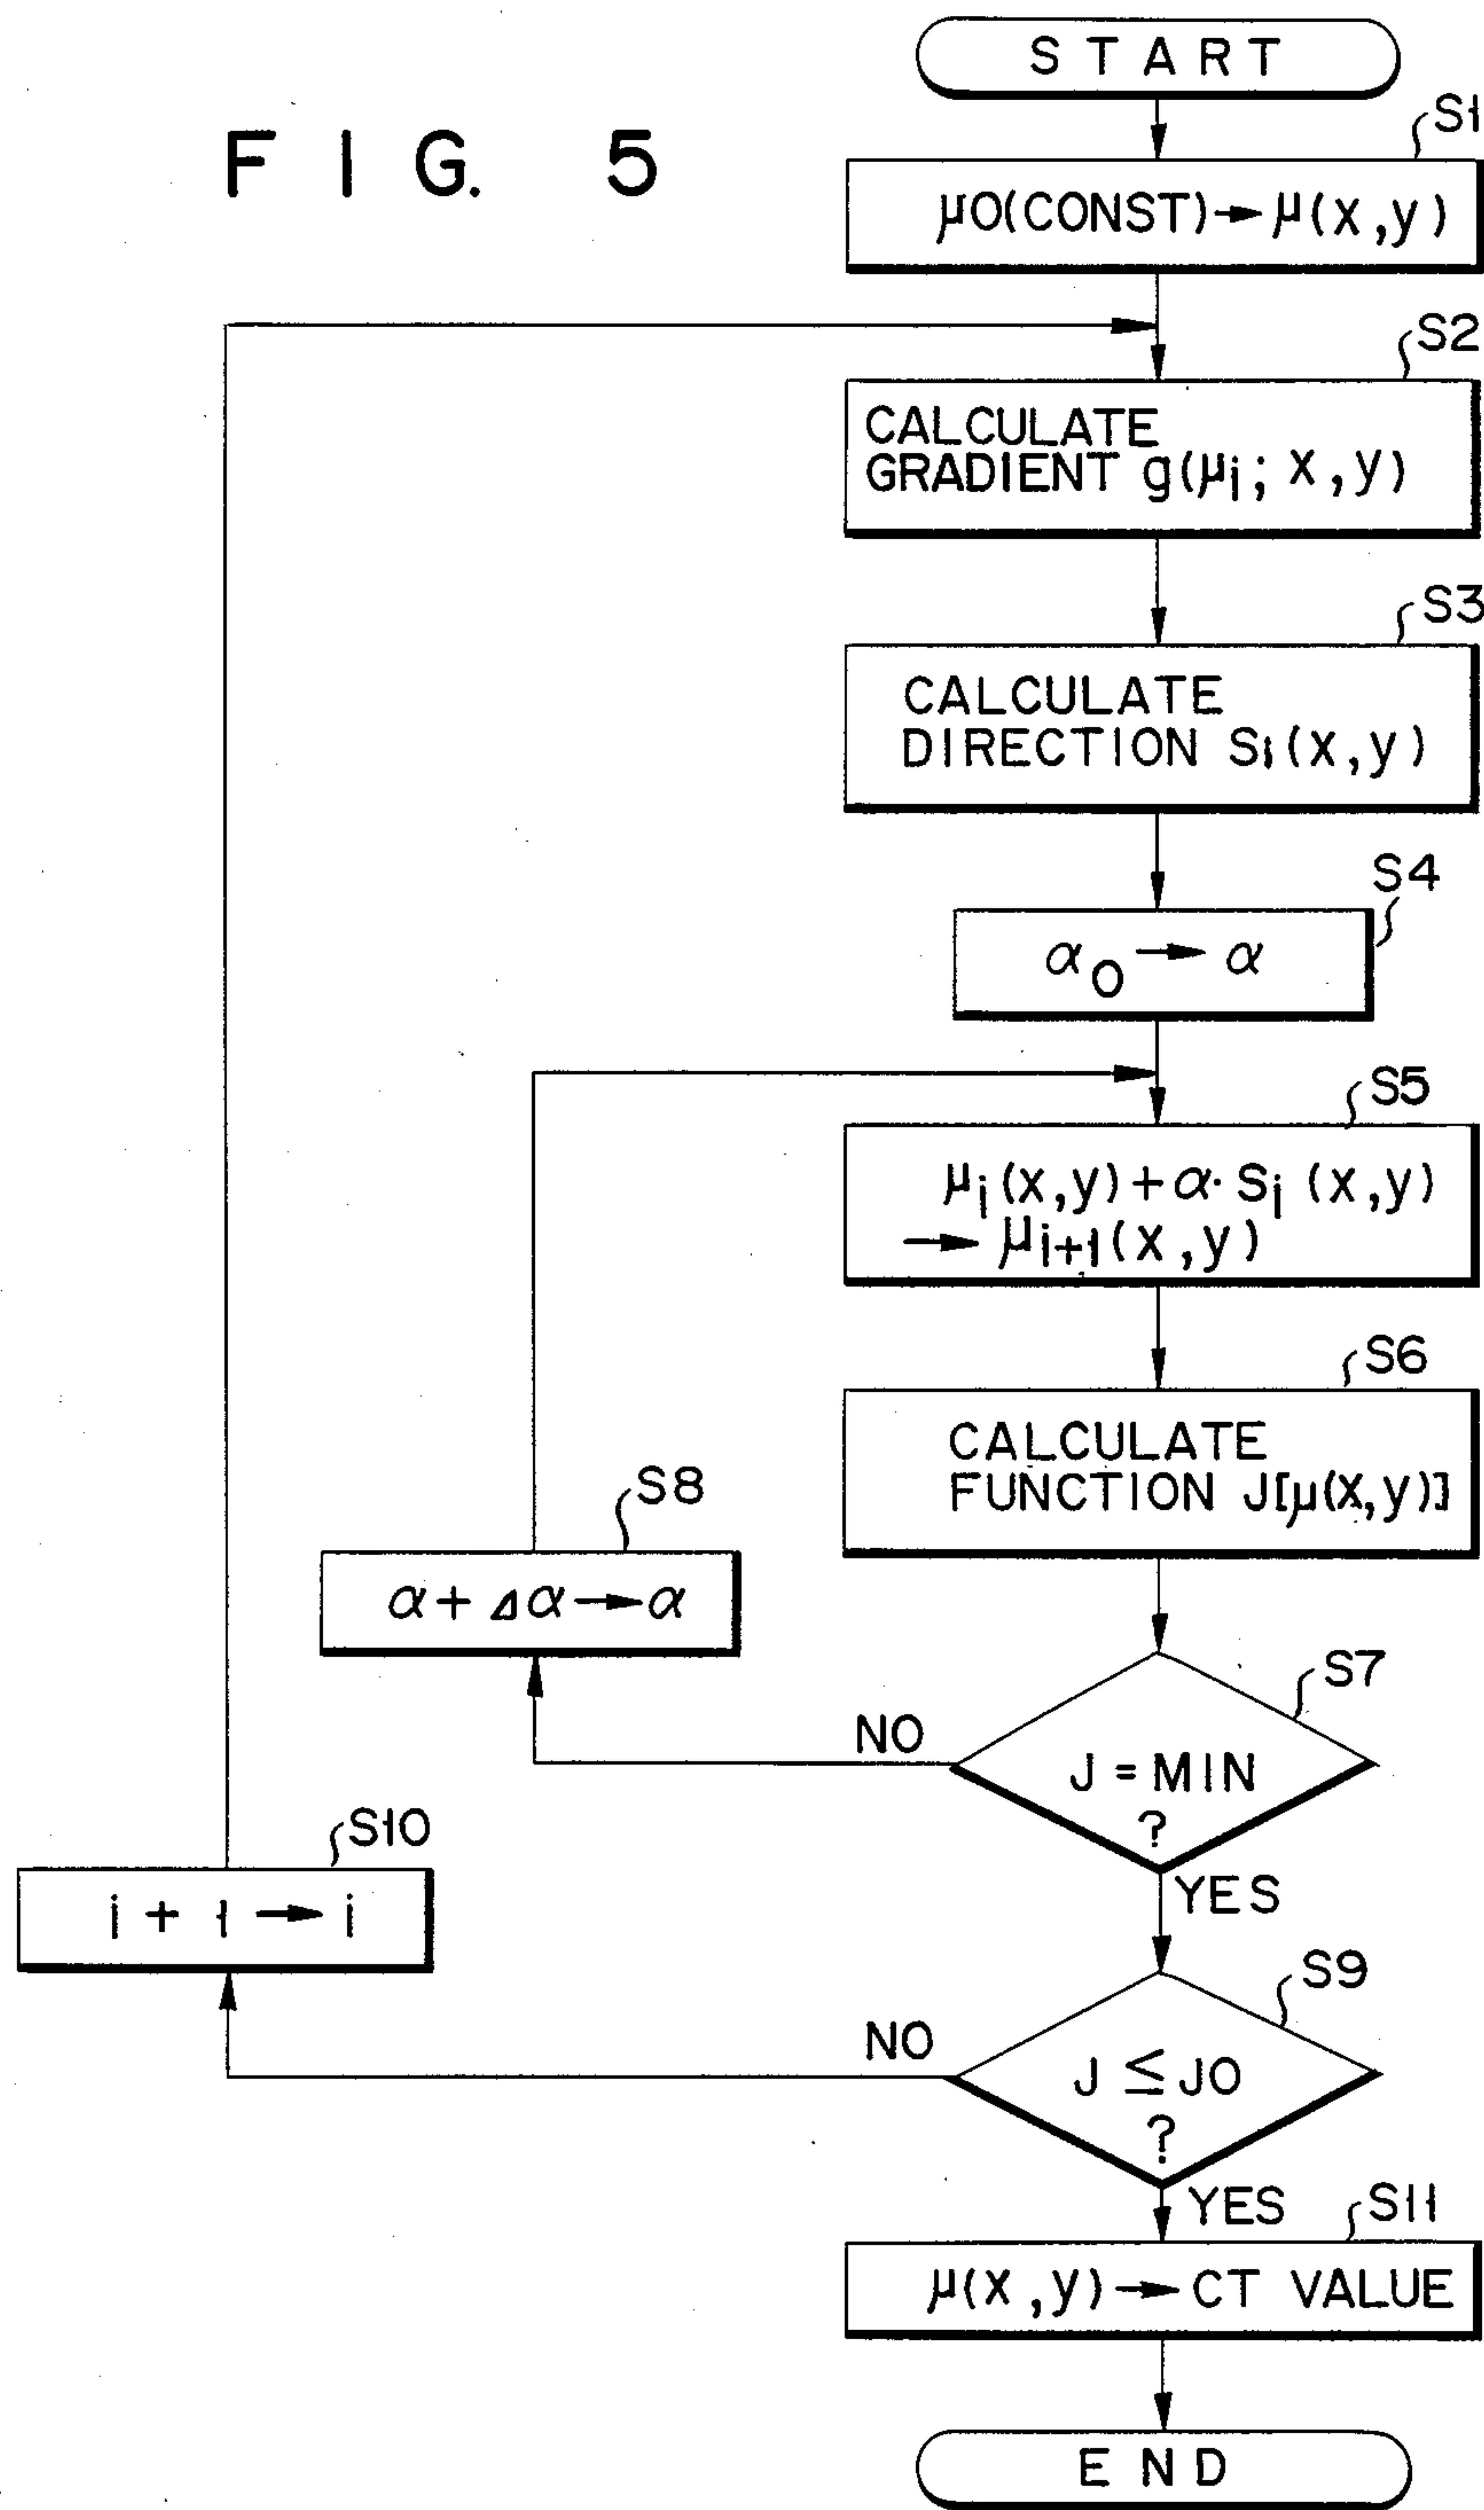 START
FIG. 5
S1
μ0(CONST)→μ(x,y)
S2
CALCULATE
GRADIENT g(μi; x,y)
S3
CALCULATE
DIRECTION Si(x,y)
S4
α0→α
S5
μi(x,y)+α·Si(x,y)
→μi+1(x,y)
S6
CALCULATE
FUNCTION J[μ(x,y)]
S8
α+Δα→α
S7
NO
J=MIN
?
S10
YES
i+1→i
S9
NO
J≤J0
?
YES
S11
μ(x,y)→CT VALUE
END